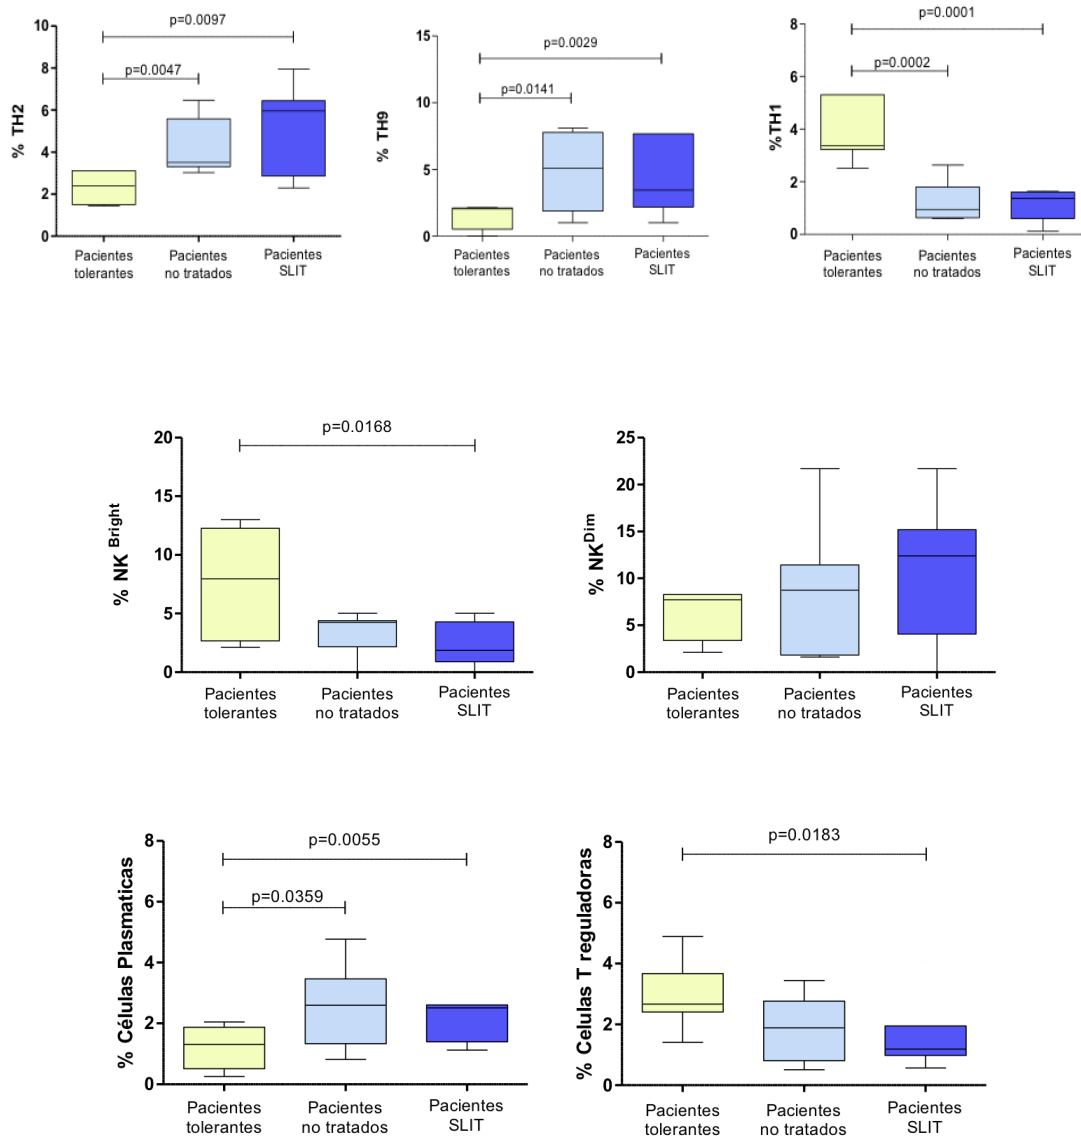 p=0.0097
p=0.0047
% TH2
10
8
6
4
2
0
Pacientes
tolerantes
Pacientes
no tratados
Pacientes
SLIT
p=0.0029
p=0.0141
% TH9
15
10
5
0
Pacientes
tolerantes
Pacientes
no tratados
Pacientes
SLIT
p=0.0001
p=0.0002
%TH1
8
6
4
2
0
Pacientes
tolerantes
Pacientes
no tratados
Pacientes
SLIT
p=0.0168
% NK Bright
20
15
10
5
0
Pacientes
tolerantes
Pacientes
no tratados
Pacientes
SLIT
% NKDim
25
20
15
10
5
0
Pacientes
tolerantes
Pacientes
no tratados
Pacientes
SLIT
p=0.0055
p=0.0359
% Células Plasmaticas
8
6
4
2
0
Pacientes
tolerantes
Pacientes
no tratados
Pacientes
SLIT
p=0.0183
% Celulas T reguladoras
8
6
4
2
0
Pacientes
tolerantes
Pacientes
no tratados
Pacientes
SLIT